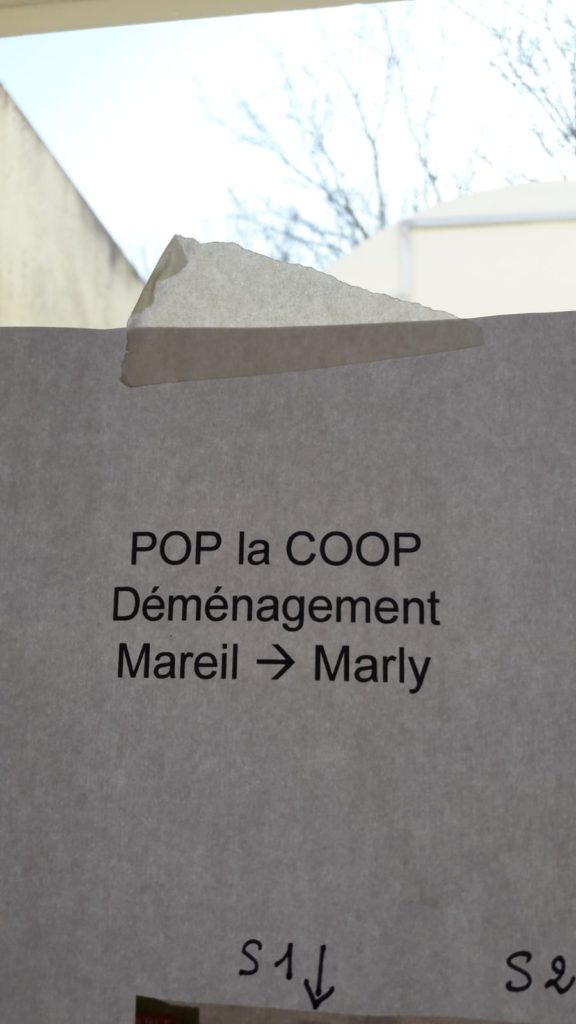 POP la COOP
Déménagement
Mareil → Marly
S1↓ S2